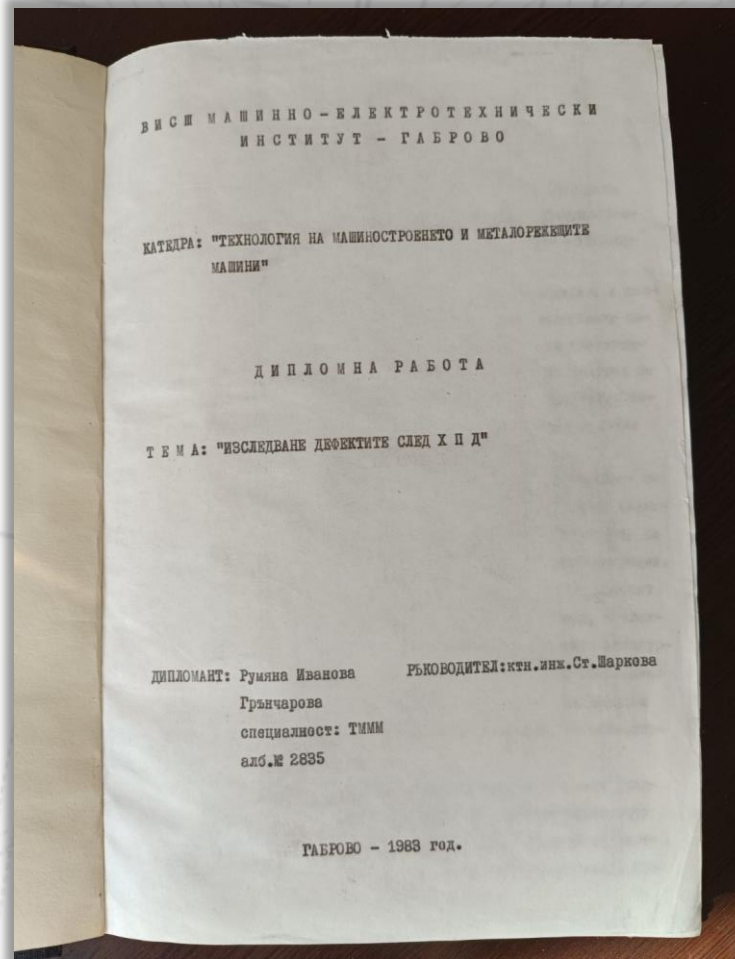 ВИСШ МАШИННО-ЕЛЕКТРОТЕХНИЧЕСКИ
ИНСТИТУТ - ГАБРОВО
КАТЕДРА: "ТЕХНОЛОГИЯ НА МАШИНОСТРОЕНЕТО И МЕТАЛОРЕЖЕЩИТЕ
МАШИНИ"
ДИПЛОМНА РАБОТА
ТЕМА: "ИЗСЛЕДВАНЕ ДЕФЕКТИТЕ СЛЕД Х П Д"
ДИПЛОМАНТ: Румяна Иванова РЪКОВОДИТЕЛ:ктн.инж.Ст.Шаркова
Грънчарова
специалност: ТМММ
алб.№ 2835
ГАБРОВО - 1983 год.